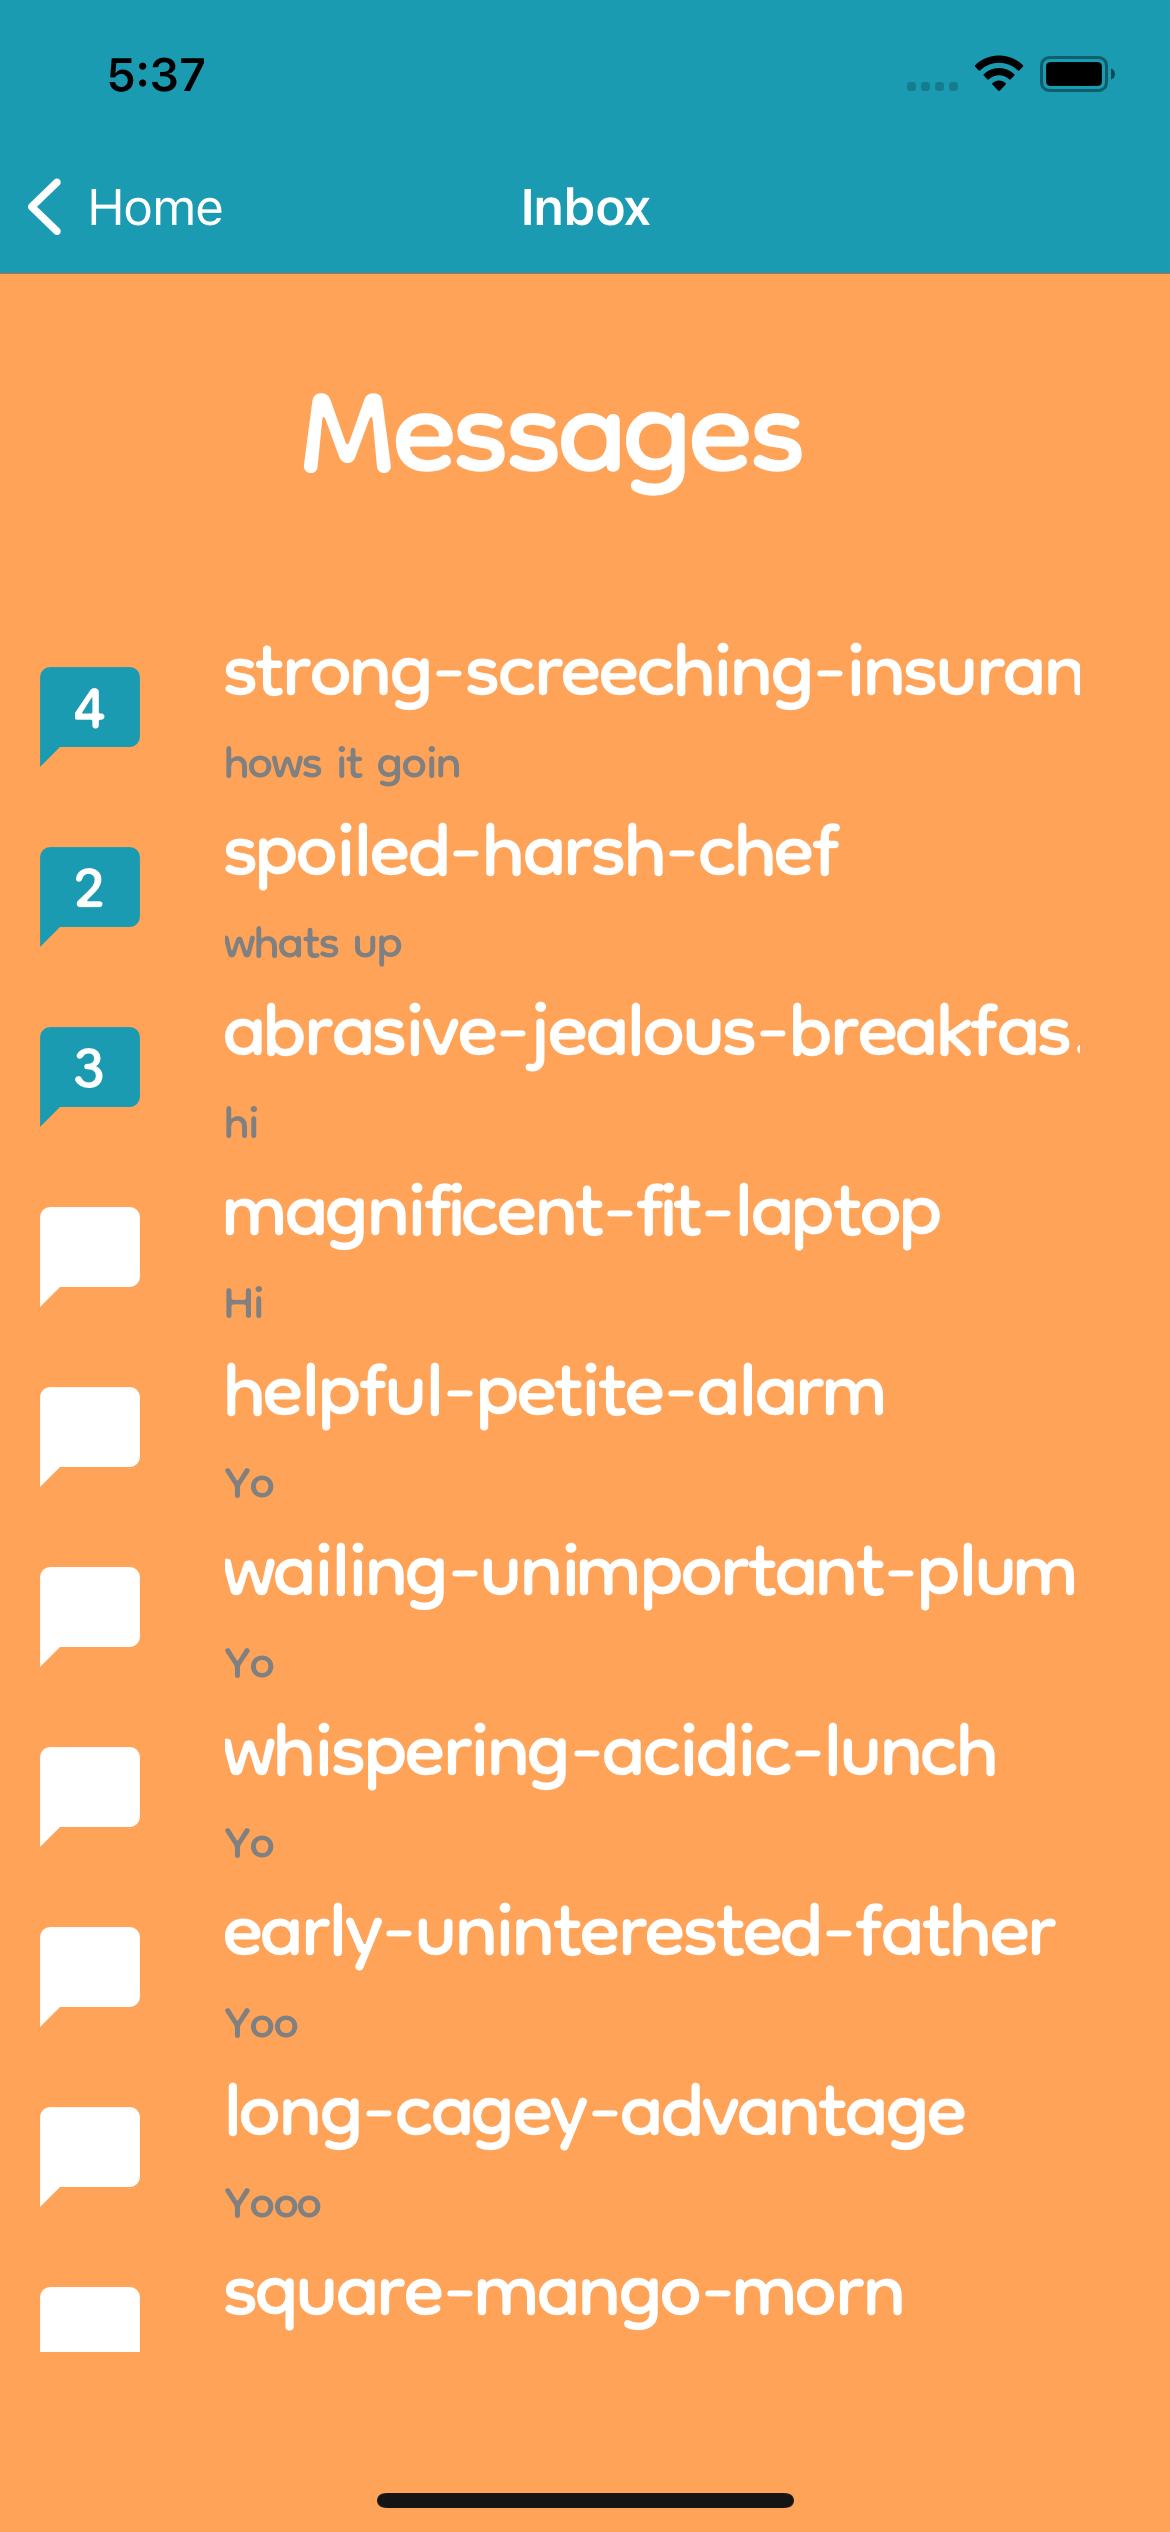 5:37
Home
Inbox
Messages
4
strong-screeching-insuran
hows it goin
2
spoiled-harsh-chef
whats up
3
abrasive-jealous-breakfas.
hi
magnificent-fit-laptop
Hi
helpful-petite-alarm
Yo
wailing-unimportant-plum
Yo
whispering-acidic-lunch
Yo
early-uninterested-father
Yoo
long-cagey-advantage
Yooo
square-mango-morn